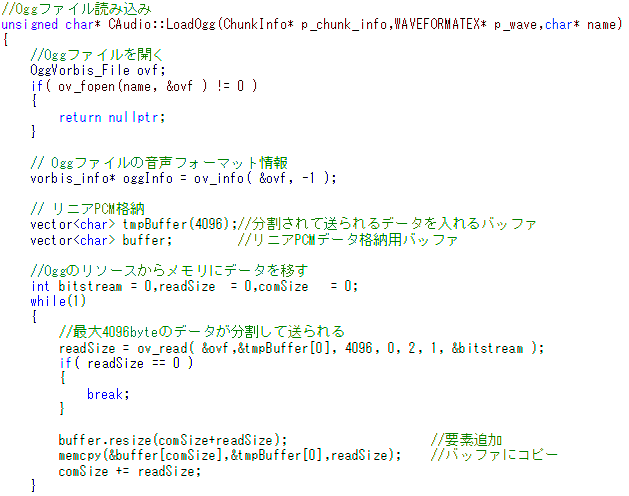 //Oggファイル読み込み
unsigned char* CAudio::LoadOgg(ChunkInfo* p_chunk_info,WAVEFORMATEX* p_wave,char* name)
{
//Oggファイルを開く
OggVorbis_File ovf;
if( ov_fopen(name, &ovf ) != 0 )
{
return nullptr;
}
// Oggファイルの音声フォーマット情報
vorbis_info* oggInfo = ov_info( &ovf, -1 );
// リニアPCM格納
vector<char> tmpBuffer(4096);//分割されて送られるデータを入れるバッファ
vector<char> buffer; //リニアPCMデータ格納用バッファ
//Oggのリソースからメモリにデータを移す
int bitstream = 0,readSize = 0,comSize = 0;
while(1)
{
//最大4096byteのデータが分割して送られる
readSize = ov_read( &ovf,&tmpBuffer[0], 4096, 0, 2, 1, &bitstream );
if( readSize == 0 )
{
break;
}
buffer.resize(comSize+readSize); //要素追加
memcpy(&buffer[comSize],&tmpBuffer[0],readSize); //バッファにコピー
comSize += readSize;
}